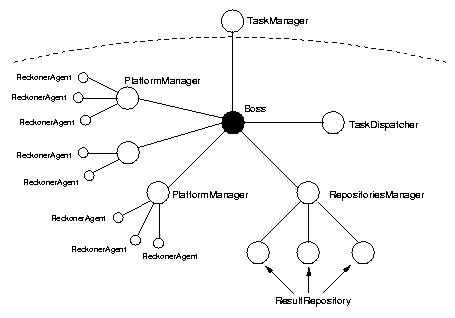 TaskManager
ReckonerAgent
PlatformManager
ReckonerAgent
Boss
ReckonerAgent
TaskDispatcher
ReckonerAgent
ReckonerAgent
PlatformManager
RepositoriesManager
ReckonerAgent
ReckonerAgent
ReckonerAgent
ResultRepository